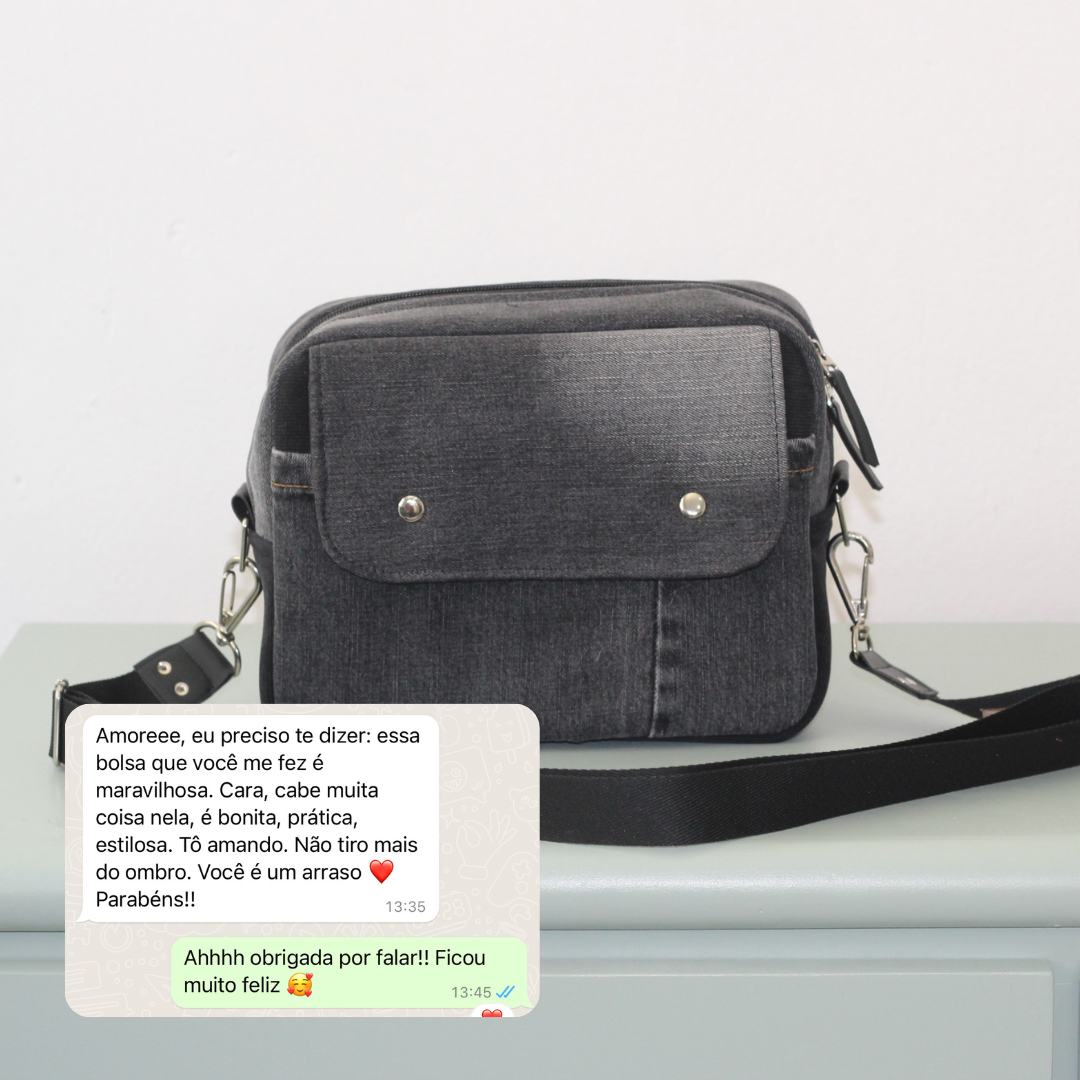 Amoreee, eu preciso te dizer: essa
bolsa que você me fez é
maravilhosa. Cara, cabe muita
coisa nela, é bonita, prática,
estilosa. Tô amando. Não tiro mais
do ombro. Você é um arraso ❤️
Parabéns!!
13:35
Ahhhh obrigada por falar!! Ficou
muito feliz 🥰
13:45